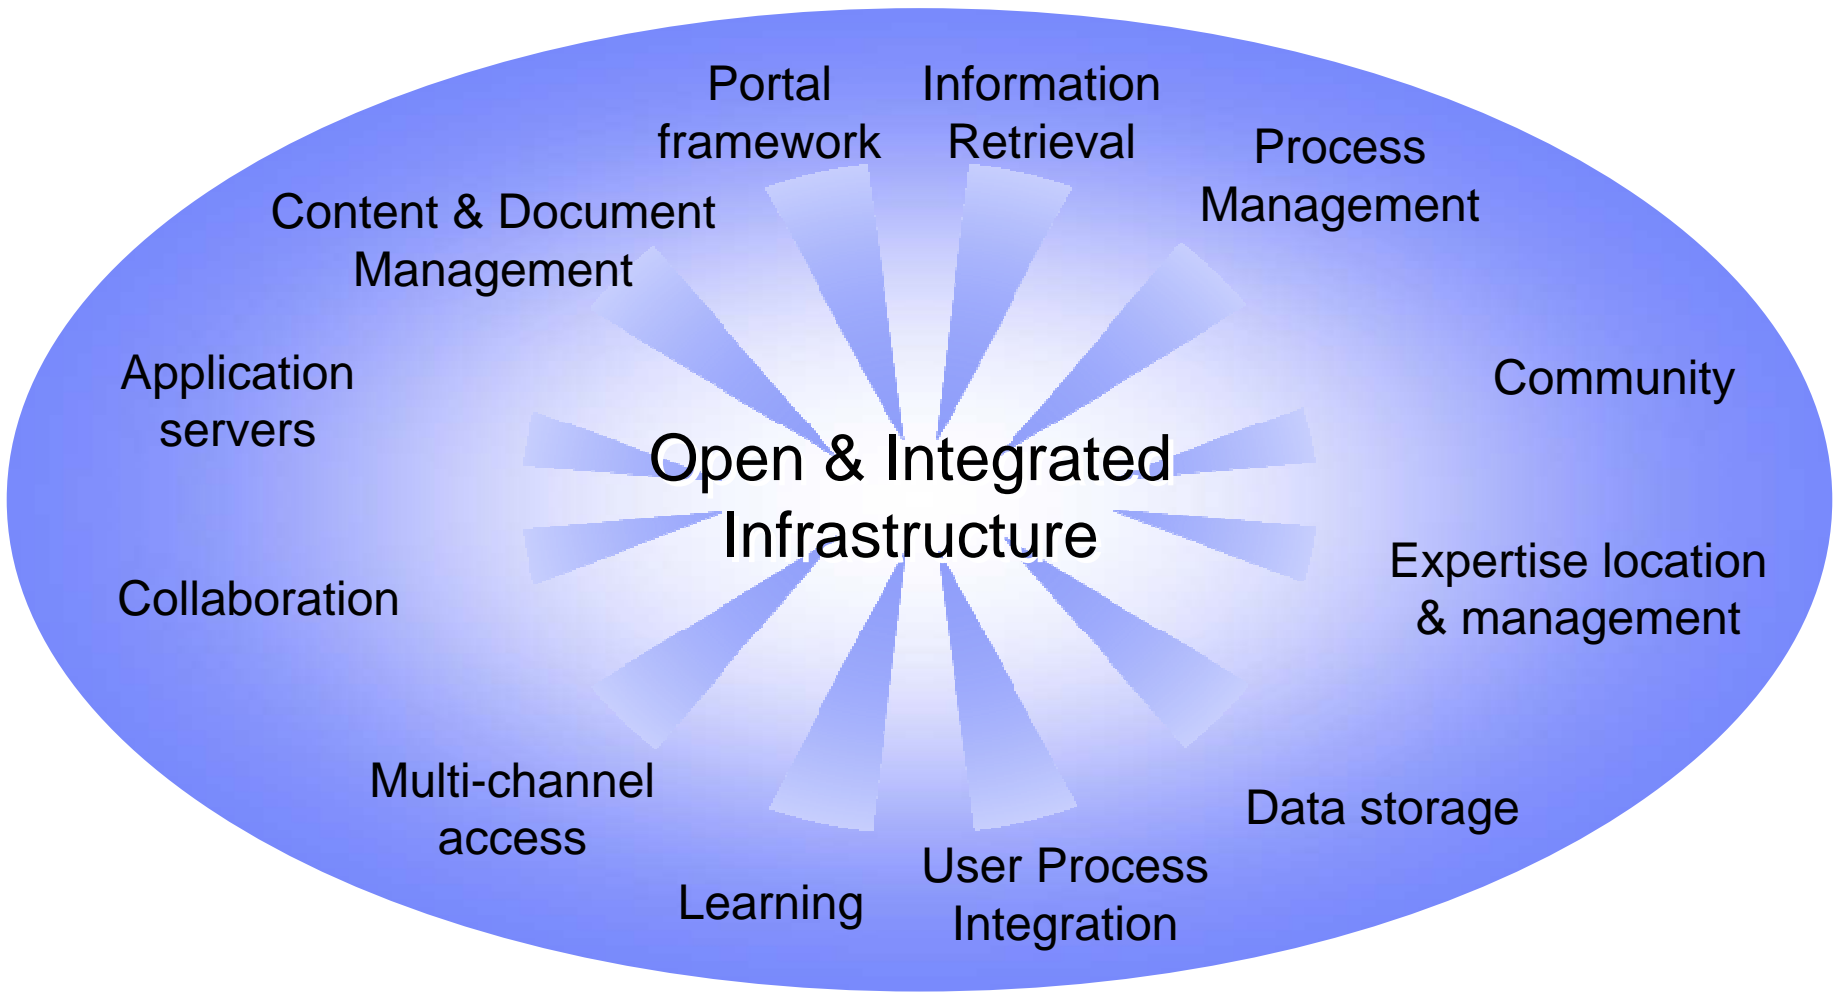 Portal
framework
Information
Retrieval
Process
Management
Content & Document
Management
Application
servers
Community
Open & Integrated
Infrastructure
Expertise location
& management
Collaboration
Multi-channel
access
Data storage
Learning
User Process
Integration